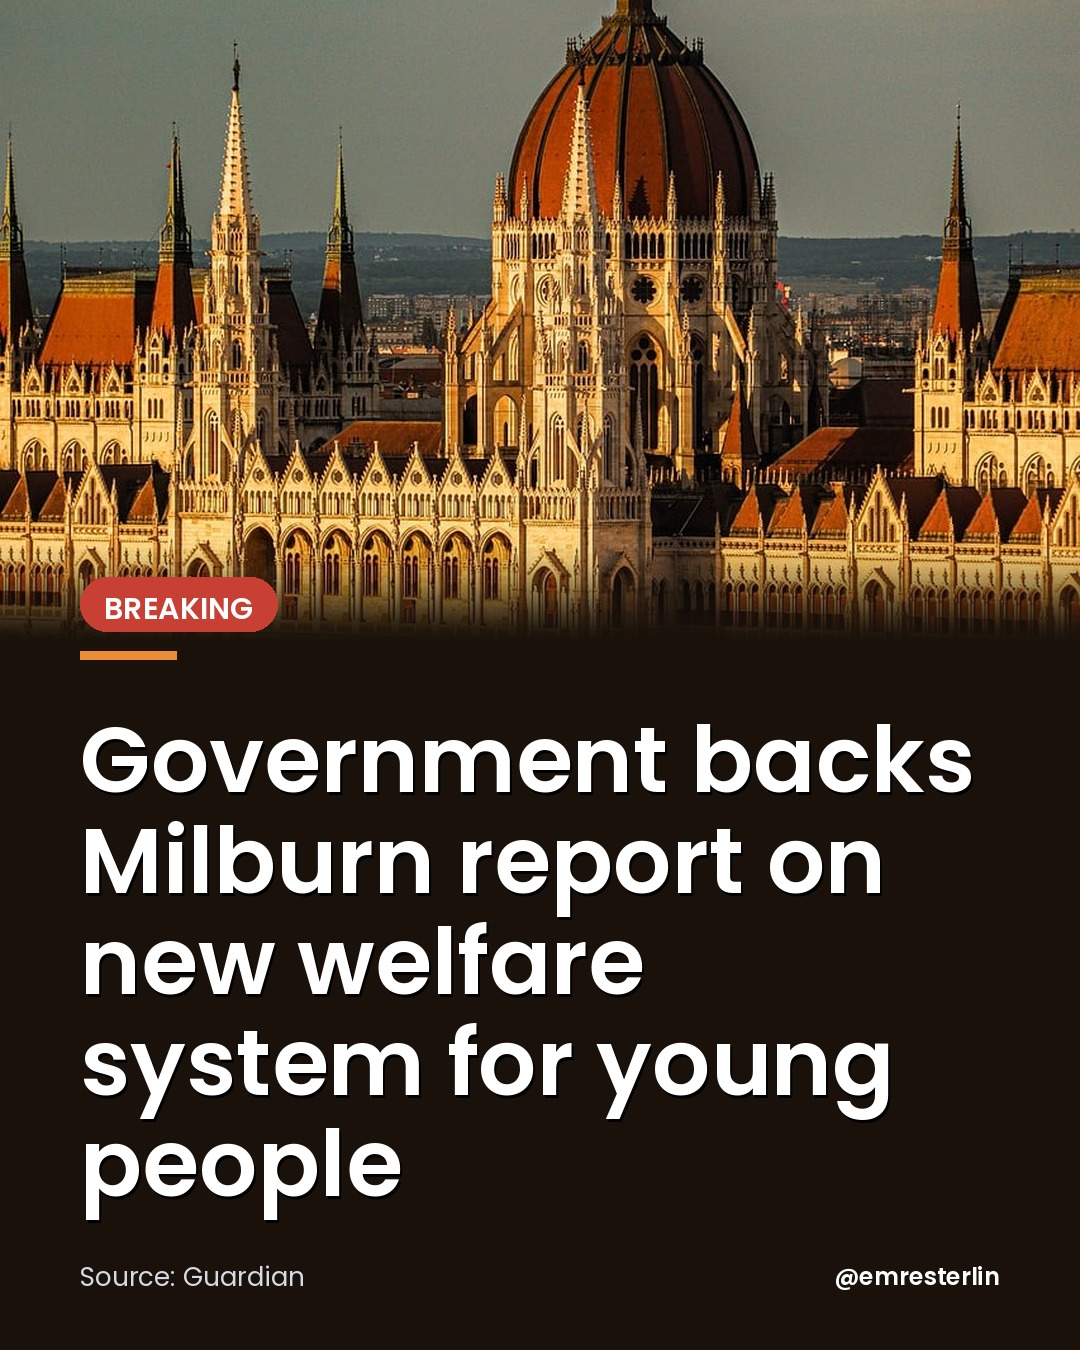 BREAKING
Government backs
Milburn report on
new welfare
system for young
people
Source: Guardian
@emresterlin